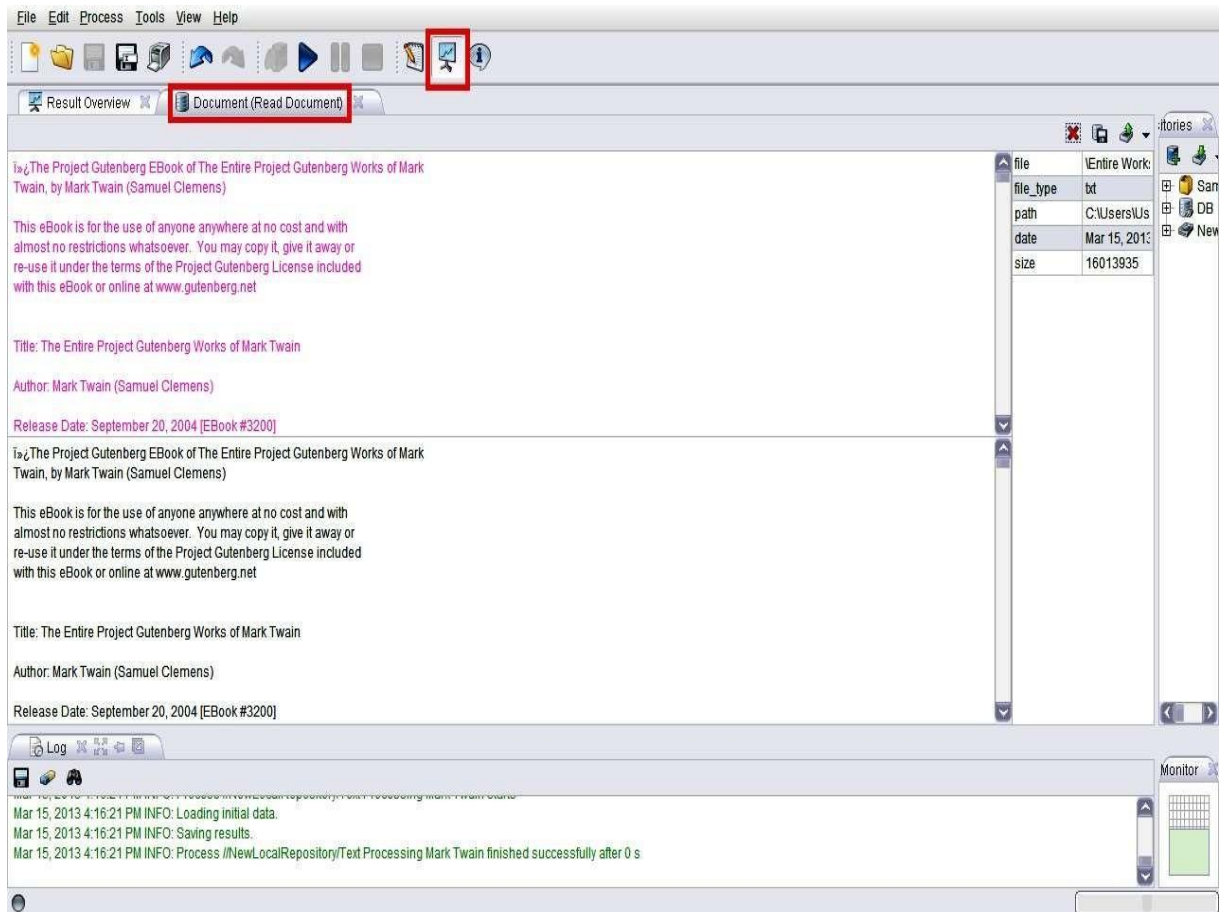 File Edit Process Tools View Help
Result Overview
Document (Read Document)
ï»¿The Project Gutenberg EBook of The Entire Project Gutenberg Works of Mark
Twain, by Mark Twain (Samuel Clemens)
This eBook is for the use of anyone anywhere at no cost and with
almost no restrictions whatsoever. You may copy it, give it away or
re-use it under the terms of the Project Gutenberg License included
with this eBook or online at www.gutenberg.net
Title: The Entire Project Gutenberg Works of Mark Twain
Author: Mark Twain (Samuel Clemens)
Release Date: September 20, 2004 [EBook #3200]
ï»¿The Project Gutenberg EBook of The Entire Project Gutenberg Works of Mark
Twain, by Mark Twain (Samuel Clemens)
This eBook is for the use of anyone anywhere at no cost and with
almost no restrictions whatsoever. You may copy it, give it away or
re-use it under the terms of the Project Gutenberg License included
with this eBook or online at www.gutenberg.net
Title: The Entire Project Gutenberg Works of Mark Twain
Author: Mark Twain (Samuel Clemens)
Release Date: September 20, 2004 [EBook #3200]
file \Entire Work:
file_type txt
path C:\Users\Us
date Mar 15, 201
size 16013935
itories
Sam
DB
New
Log
Mar 15, 2013 4:16:21 PM INFO: Loading initial data.
Mar 15, 2013 4:16:21 PM INFO: Saving results.
Mar 15, 2013 4:16:21 PM INFO: Process //NewLocalRepository/Text Processing Mark Twain finished successfully after 0 s
Monitor